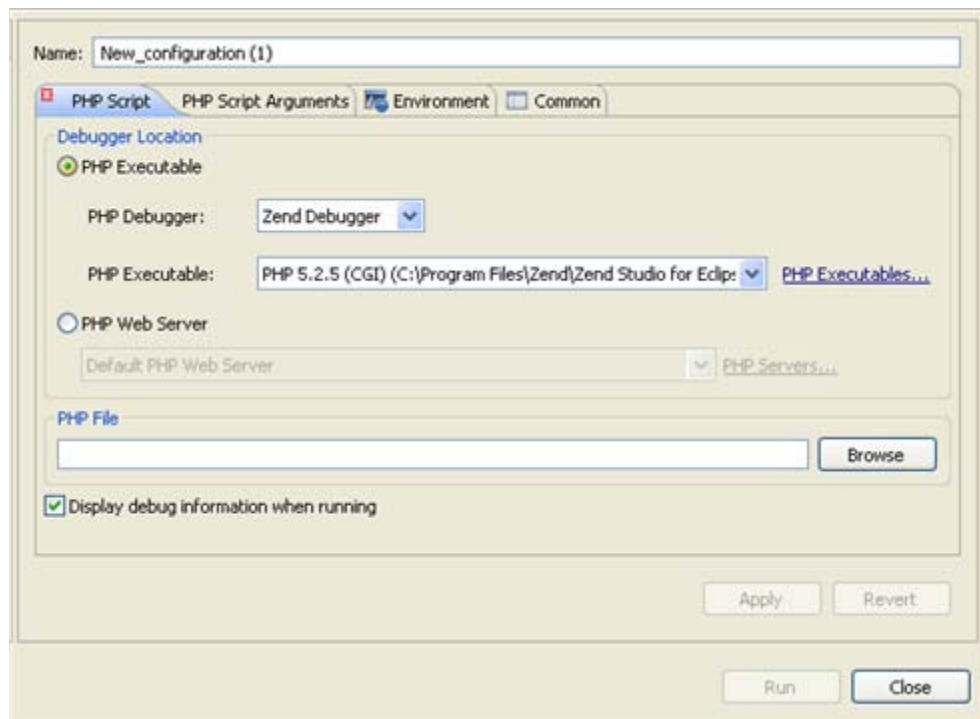 Name: New_configuration (1)
PHP Script PHP Script Arguments Environment Common
Debugger Location
PHP Executable
PHP Debugger: Zend Debugger
PHP Executable: PHP 5.2.5 (CGI) (C:\Program Files\Zend\Zend Studio for Eclips PHP Executables...
PHP Web Server
Default PHP Web Server PHP Servers...
PHP File
Browse
Display debug information when running
Apply Revert
Run Close